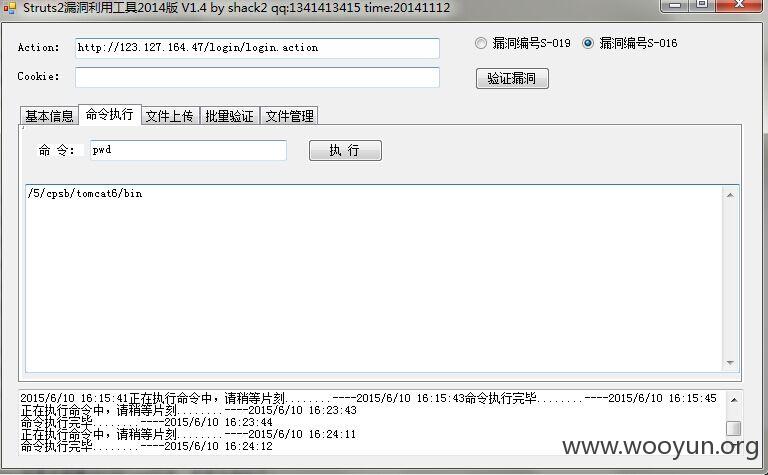 Struts2漏洞利用工具2014版 V1.4 by shack2 qq:1341413415 time:20141112
Action: http://123.127.164.47/login/login.action 漏洞编号S-019 漏洞编号S-016
Cookie: 验证漏洞
基本信息 命令执行 文件上传 批量验证 文件管理
命 令: pwd 执 行
/5/cpsb/tomcat6/bin
2015/6/10 16:15:41正在执行命令中,请稍等片刻........----2015/6/10 16:15:43命令执行完毕........----2015/6/10 16:15:45
正在执行命令中,请稍等片刻........----2015/6/10 16:23:43
命令执行完毕........----2015/6/10 16:23:44
正在执行命令中,请稍等片刻........----2015/6/10 16:24:11
命令执行完毕........----2015/6/10 16:24:12
www.wooyun.org